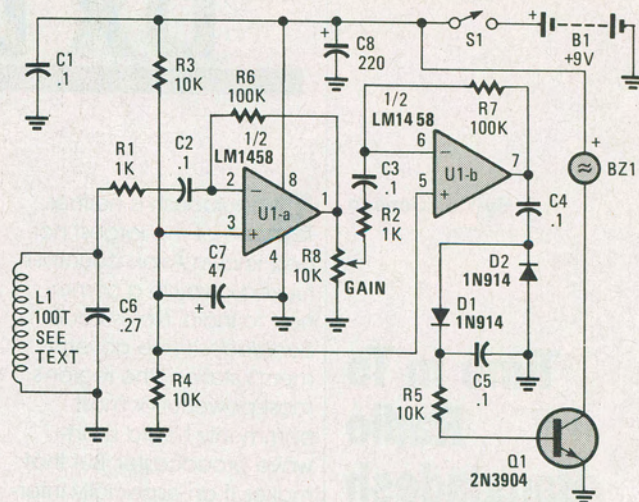 C1
.1
R3
10K
R6
100K
C8
220
+
S1
+
B1
+9V
1/2
LM1458
R7
100K
1/2
LM1458
R1
1K
C2
.1
2
−
8
1
U1-a
3
+
4
C7
47
+
R8
10K
GAIN
C3
.1
R2
1K
6
−
7
5
+
U1-b
+
BZ1
C4
.1
L1
100T
SEE
TEXT
C6
.27
D2
1N914
D1
1N914
R4
10K
C5
.1
R5
10K
Q1
2N3904